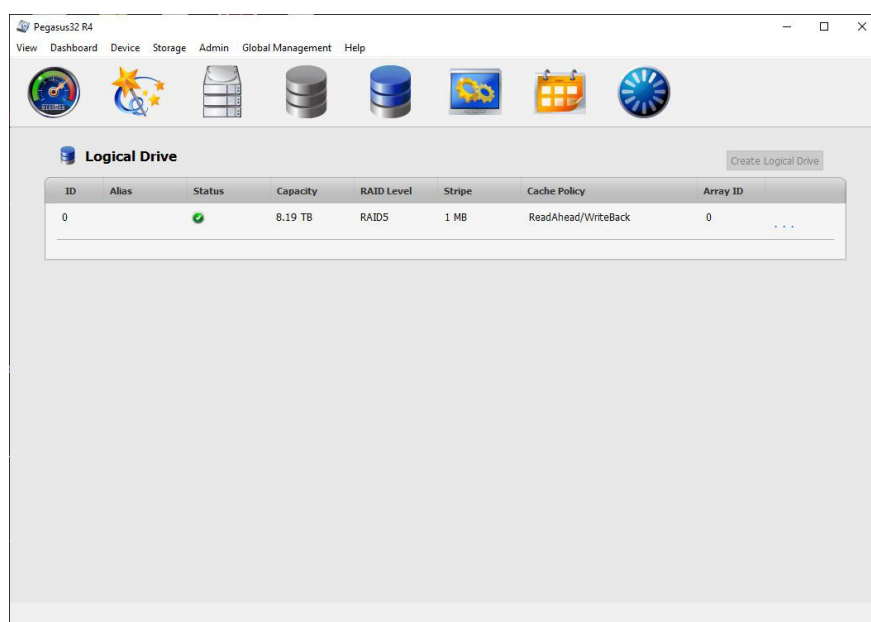 Pegasus32 R4
View Dashboard Device Storage Admin Global Management Help
Logical Drive
Create Logical Drive
ID Alias Status Capacity RAID Level Stripe Cache Policy Array ID
0 8.19 TB RAID5 1 MB ReadAhead/WriteBack 0 ...